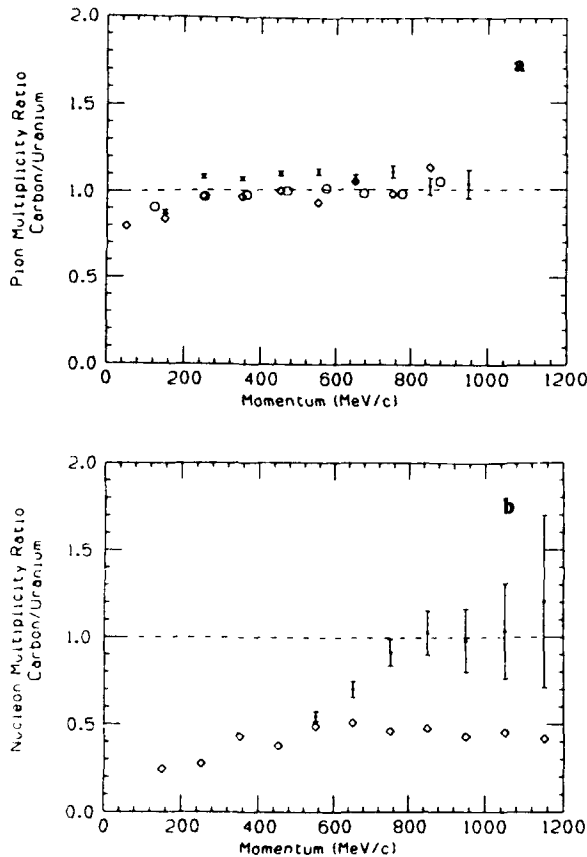 2.0
a
1.5
1.0
0.5
0.0
Pion Multiplicity Ratio
Carbon/Uranium
0 200 400 600 800 1000 1200
Momentum (MeV/c)
2.0
b
1.5
1.0
0.5
0.0
Nucleon Multiplicity Ratio
Carbon/Uranium
200 400 600 800 1000 1200
Momentum (MeV/c)